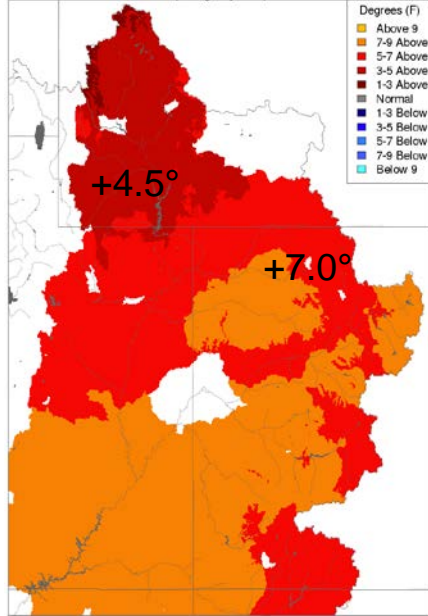 Degrees (F)
Above 9
7-9 Above
5-7 Above
3-5 Above
1-3 Above
Normal
1-3 Below
3-5 Below
5-7 Below
7-9 Below
Below 9
+4.5°
+7.0°